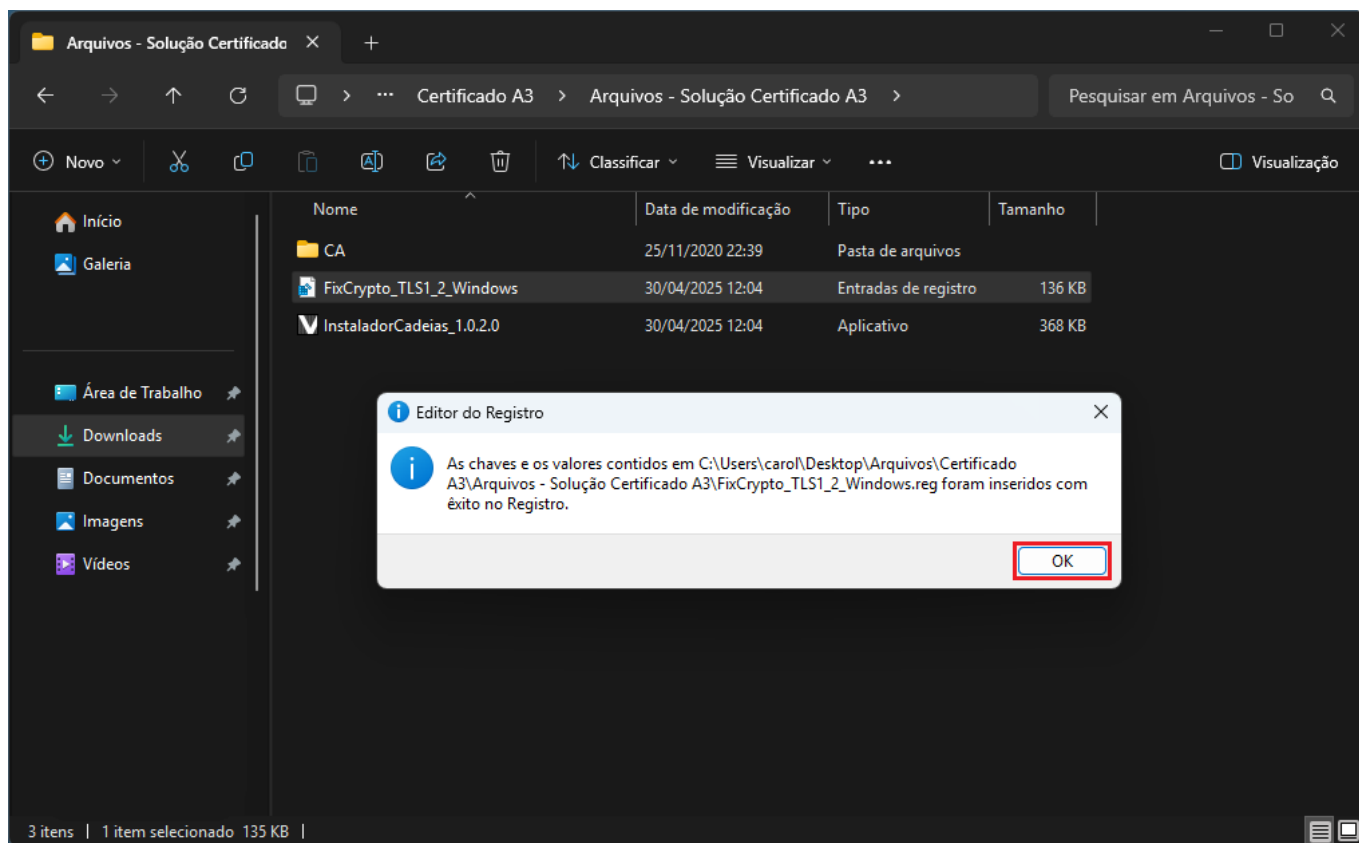 Arquivos - Solução Certificado
Certificado A3 > Arquivos - Solução Certificado A3 >
Pesquisar em Arquivos - So
Novo
Classificar
Visualizar
Visualização
Início
Galeria
Área de Trabalho
Downloads
Documentos
Imagens
Vídeos
Nome Data de modificação Tipo Tamanho
CA 25/11/2020 22:39 Pasta de arquivos
FixCrypto_TLS1_2_Windows 30/04/2025 12:04 Entradas de registro 136 KB
InstaladorCadeias_1.0.2.0 30/04/2025 12:04 Aplicativo 368 KB
Editor do Registro
As chaves e os valores contidos em C:\Users\carol\Desktop\Arquivos\Certificado
A3\Arquivos - Solução Certificado A3\FixCrypto_TLS1_2_Windows.reg foram inseridos com
êxito no Registro.
OK
3 itens | 1 item selecionado 135 KB |